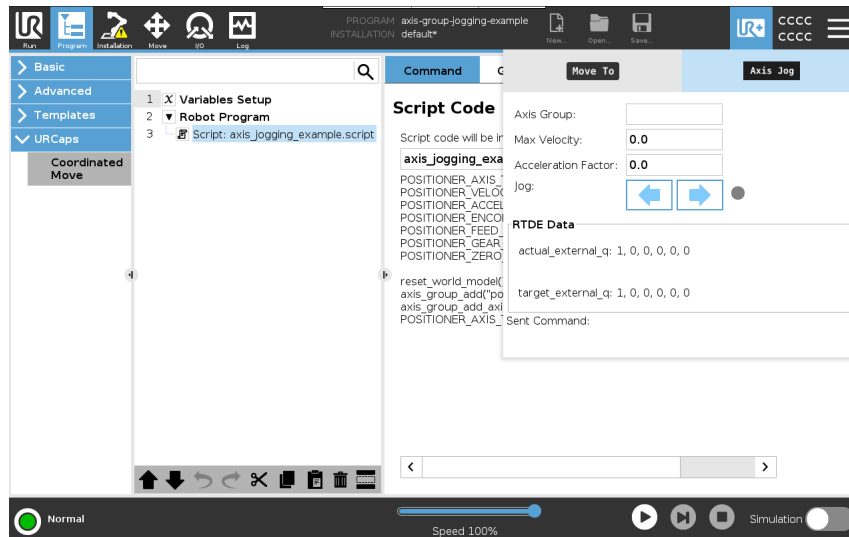 PROGRAM axis-group-jogging-example
INSTALLATION default*
UR
Run
Program
Installation
Move
I/O
Log
New...
Open...
Save...
UR+
CCCC
CCCC
Basic
Advanced
Templates
URCaps
Coordinated
Move
1 X Variables Setup
2 Robot Program
3 Script: axis_jogging_example.script
Command
G
Script Code
Script code will be in
axis_jogging_exa
POSITIONER_AXIS_
POSITIONER_VELO
POSITIONER_ACCEL
POSITIONER_ENCO
POSITIONER_FEED_
POSITIONER_GEAR_
POSITIONER_ZERO_
reset_world_model(
axis_group_add("po
axis_group_add_axi
POSITIONER_AXIS_
Move To
Axis Jog
Axis Group:
Max Velocity: 0.0
Acceleration Factor: 0.0
Jog:
RTDE Data
actual_external_q: 1, 0, 0, 0, 0, 0
target_external_q: 1, 0, 0, 0, 0, 0
Sent Command:
Normal
Speed 100%
Simulation